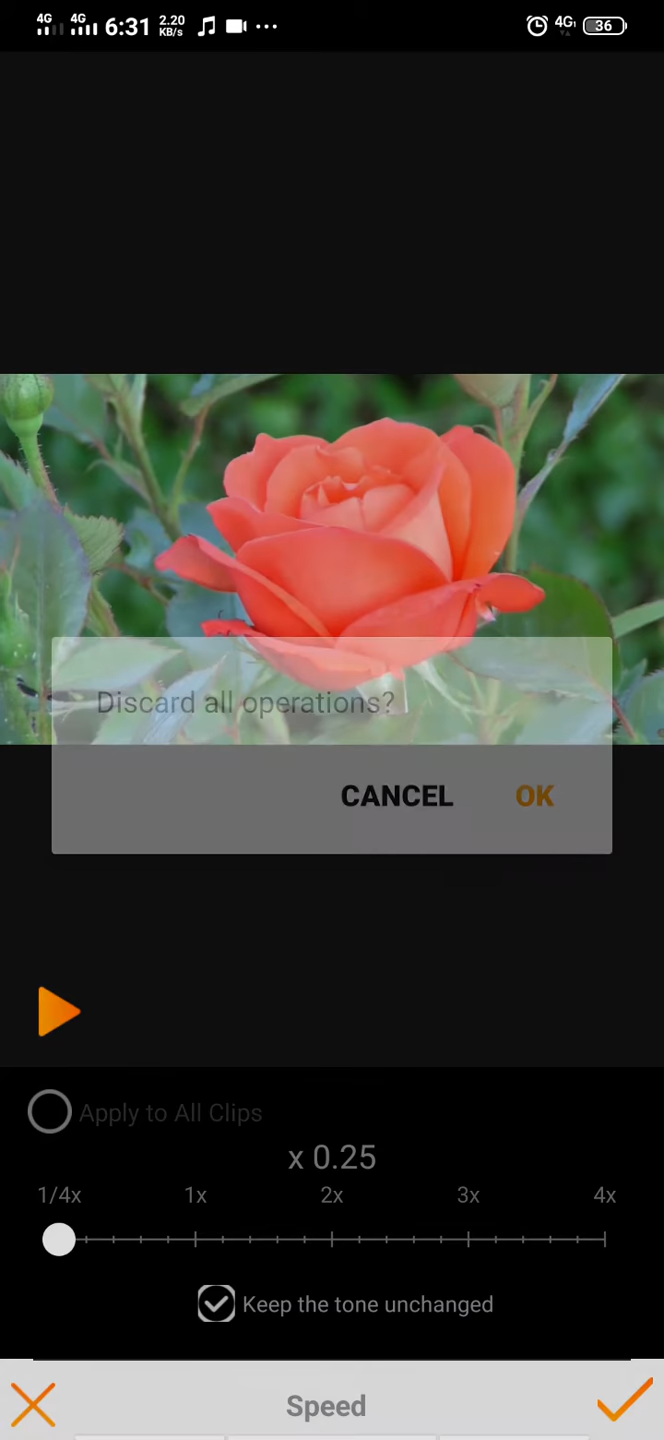 4G 4G 6:31 2.20 KB/s 4G 36
Discard all operations?
CANCEL OK
Apply to All Clips
x 0.25
1/4x 1x 2x 3x 4x
Keep the tone unchanged
Speed